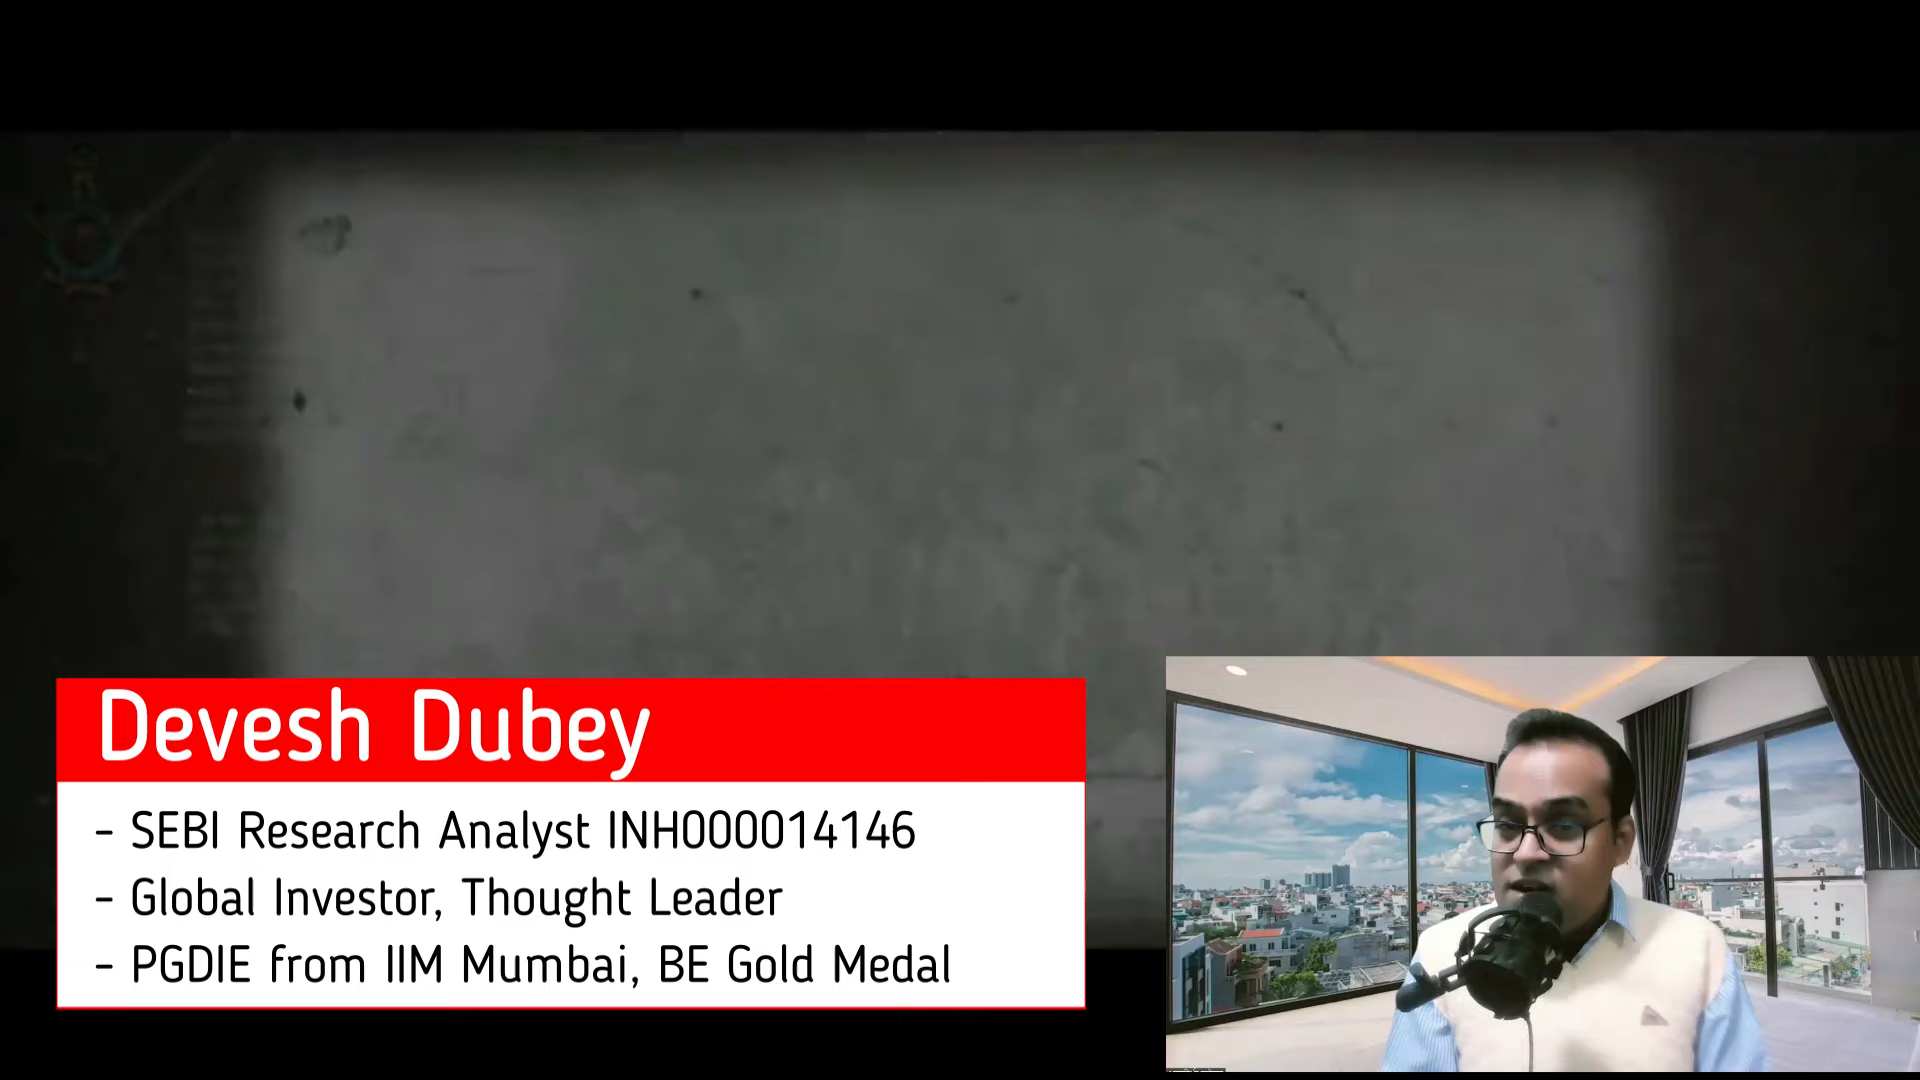 Devesh Dubey
- SEBI Research Analyst INH000014146
- Global Investor, Thought Leader
- PGDIE from IIM Mumbai, BE Gold Medal